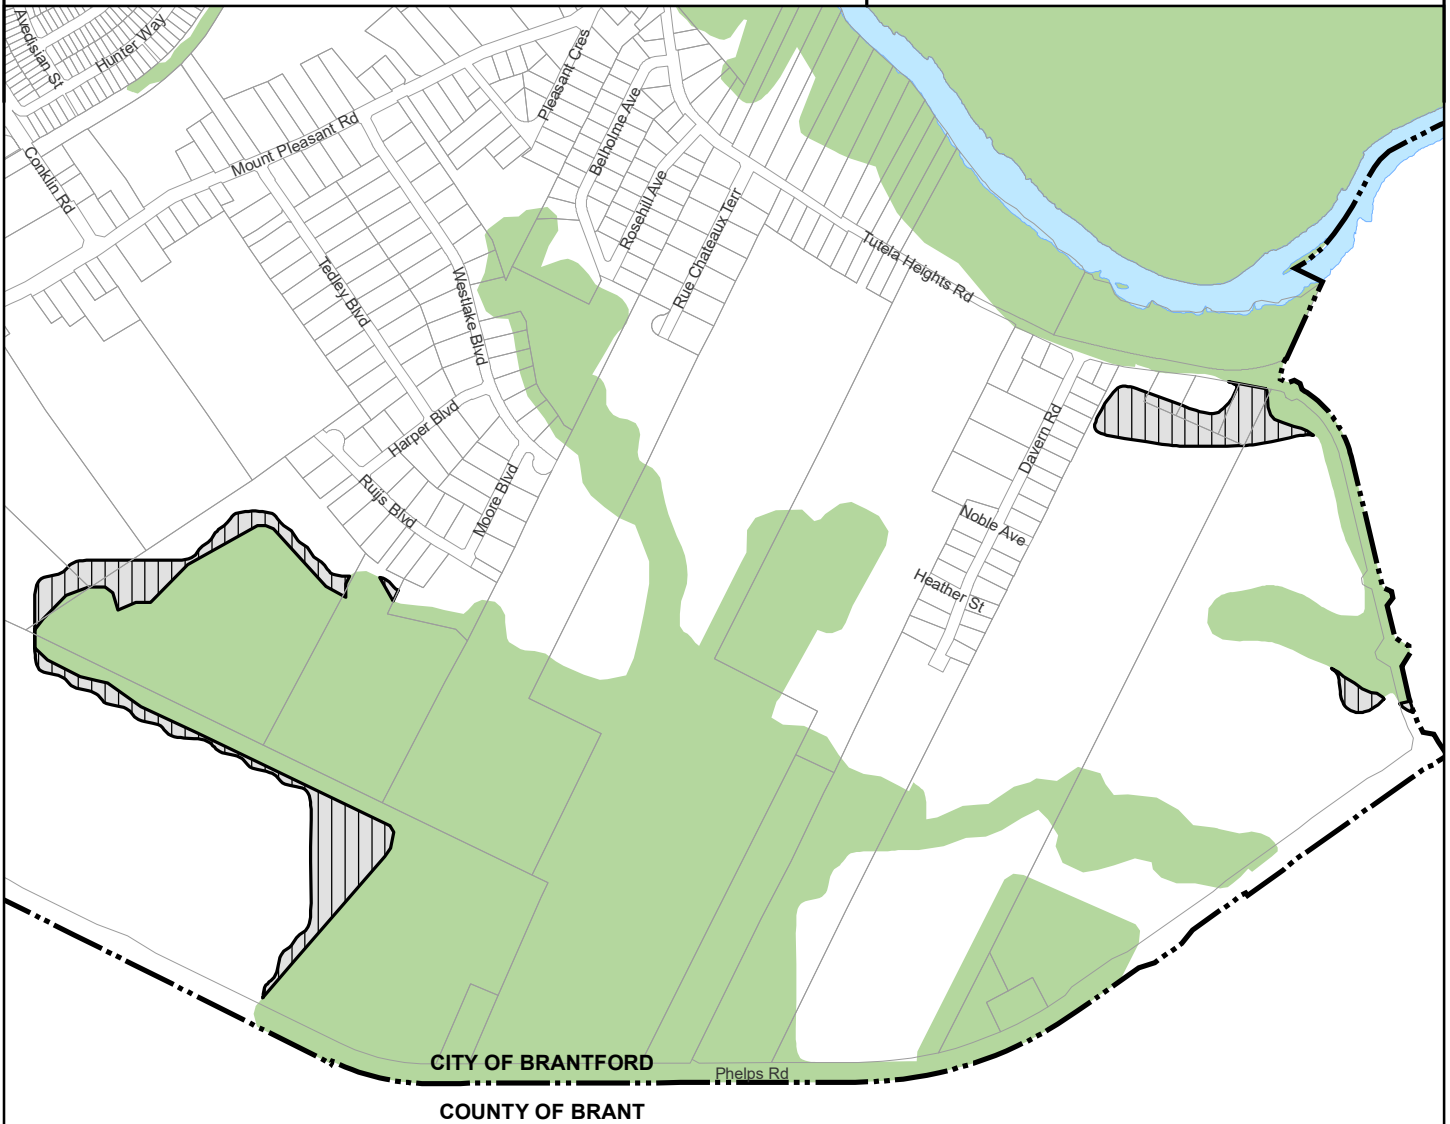 Avedisian St
Hunter Way
Pleasant Cres
Belholme Ave
Mount Pleasant Rd
Conklin Rd
Rosehill Ave
Rue Chateaux Terr
Tutela Heights Rd
Tedley Blvd
Westlake Blvd
Harper Blvd
Davern Rd
Ruijs Blvd
Moore Blvd
Noble Ave
Heather St
CITY OF BRANTFORD
Phelps Rd
COUNTY OF BRANT